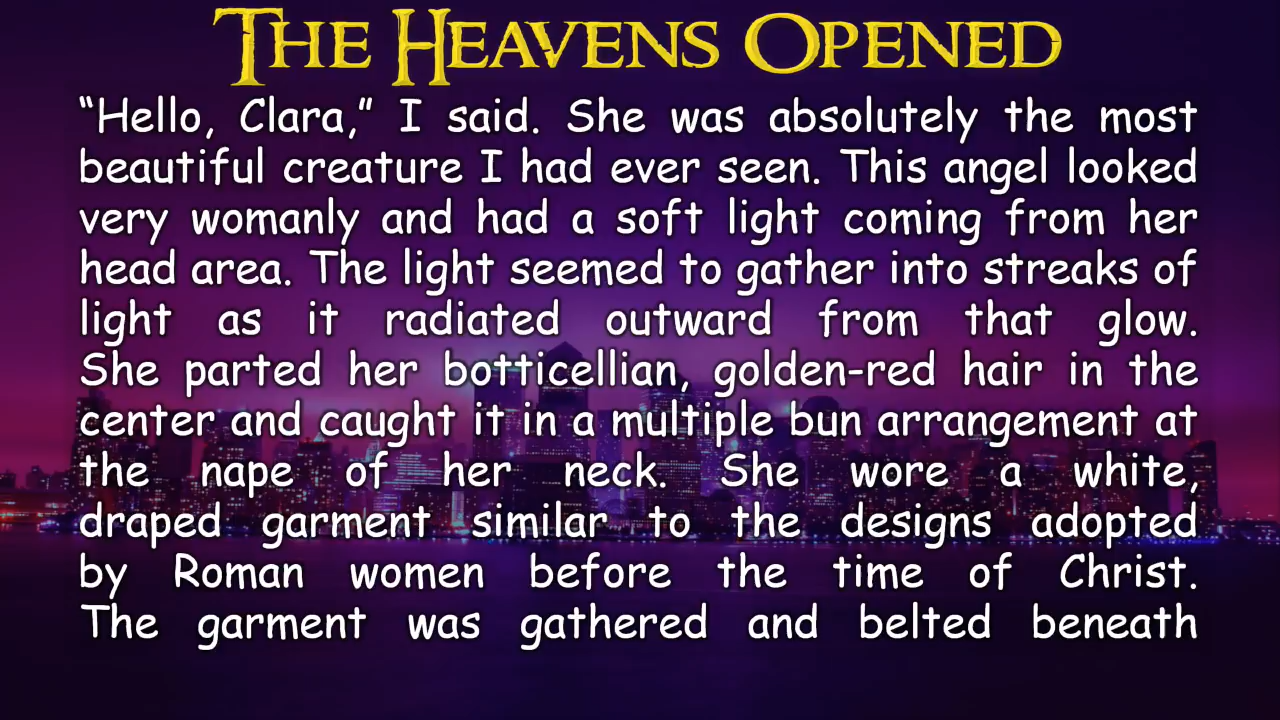 THE HEAVENS OPENED
“Hello, Clara,” I said. She was absolutely the most
beautiful creature I had ever seen. This angel looked
very womanly and had a soft light coming from her
head area. The light seemed to gather into streaks of
light as it radiated outward from that glow.
She parted her botticellian, golden-red hair in the
center and caught it in a multiple bun arrangement at
the nape of her neck. She wore a white,
draped garment similar to the designs adopted
by Roman women before the time of Christ.
The garment was gathered and belted beneath